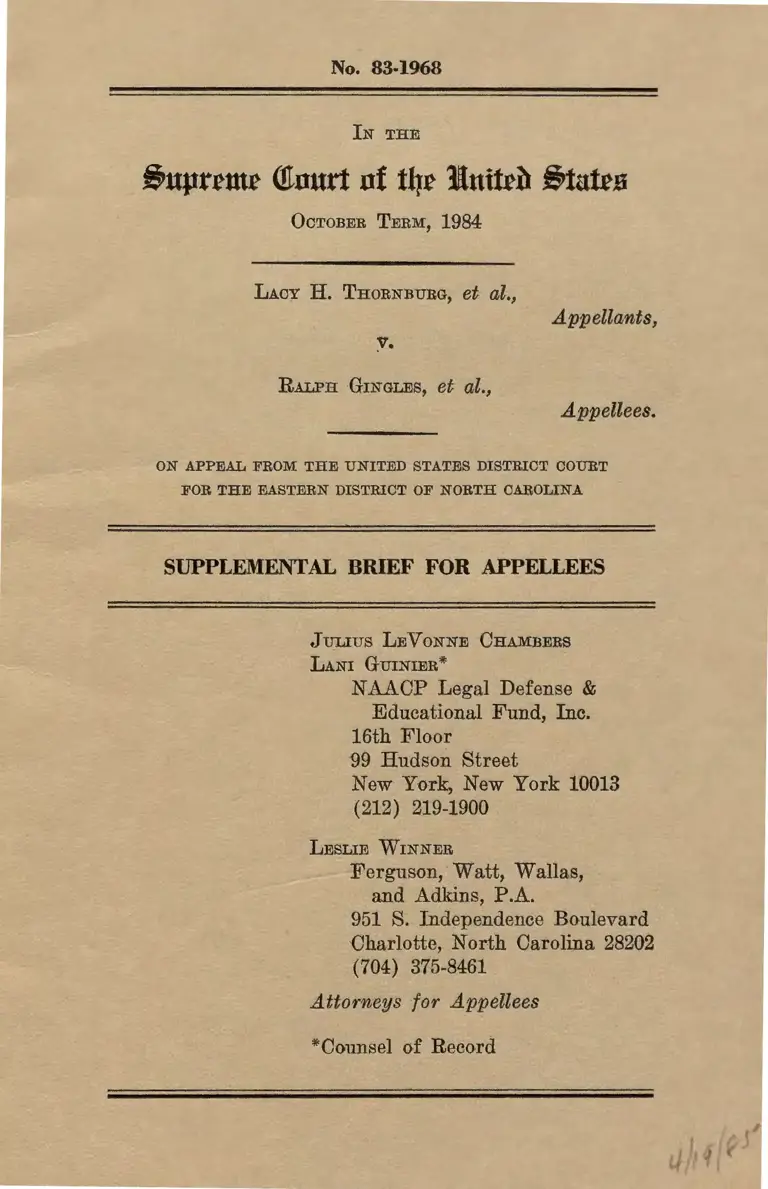 No. 83-1968
IN THE
Supreme Court of the United States
OCTOBER TERM, 1984
LACY H. THORNBURG, et al.,
Appellants,
v.
RALPH GINGLES, et al.,
Appellees.
ON APPEAL FROM THE UNITED STATES DISTRICT COURT
FOR THE EASTERN DISTRICT OF NORTH CAROLINA
SUPPLEMENTAL BRIEF FOR APPELLEES
JULIUS LEVONNE CHAMBERS
LANI GUINIER*
NAACP Legal Defense &
Educational Fund, Inc.
16th Floor
99 Hudson Street
New York, New York 10013
(212) 219-1900
LESLIE WINNER
Ferguson, Watt, Wallas,
and Adkins, P.A.
951 S. Independence Boulevard
Charlotte, North Carolina 28202
(704) 375-8461
Attorneys for Appellees
*Counsel of Record
4/19/85